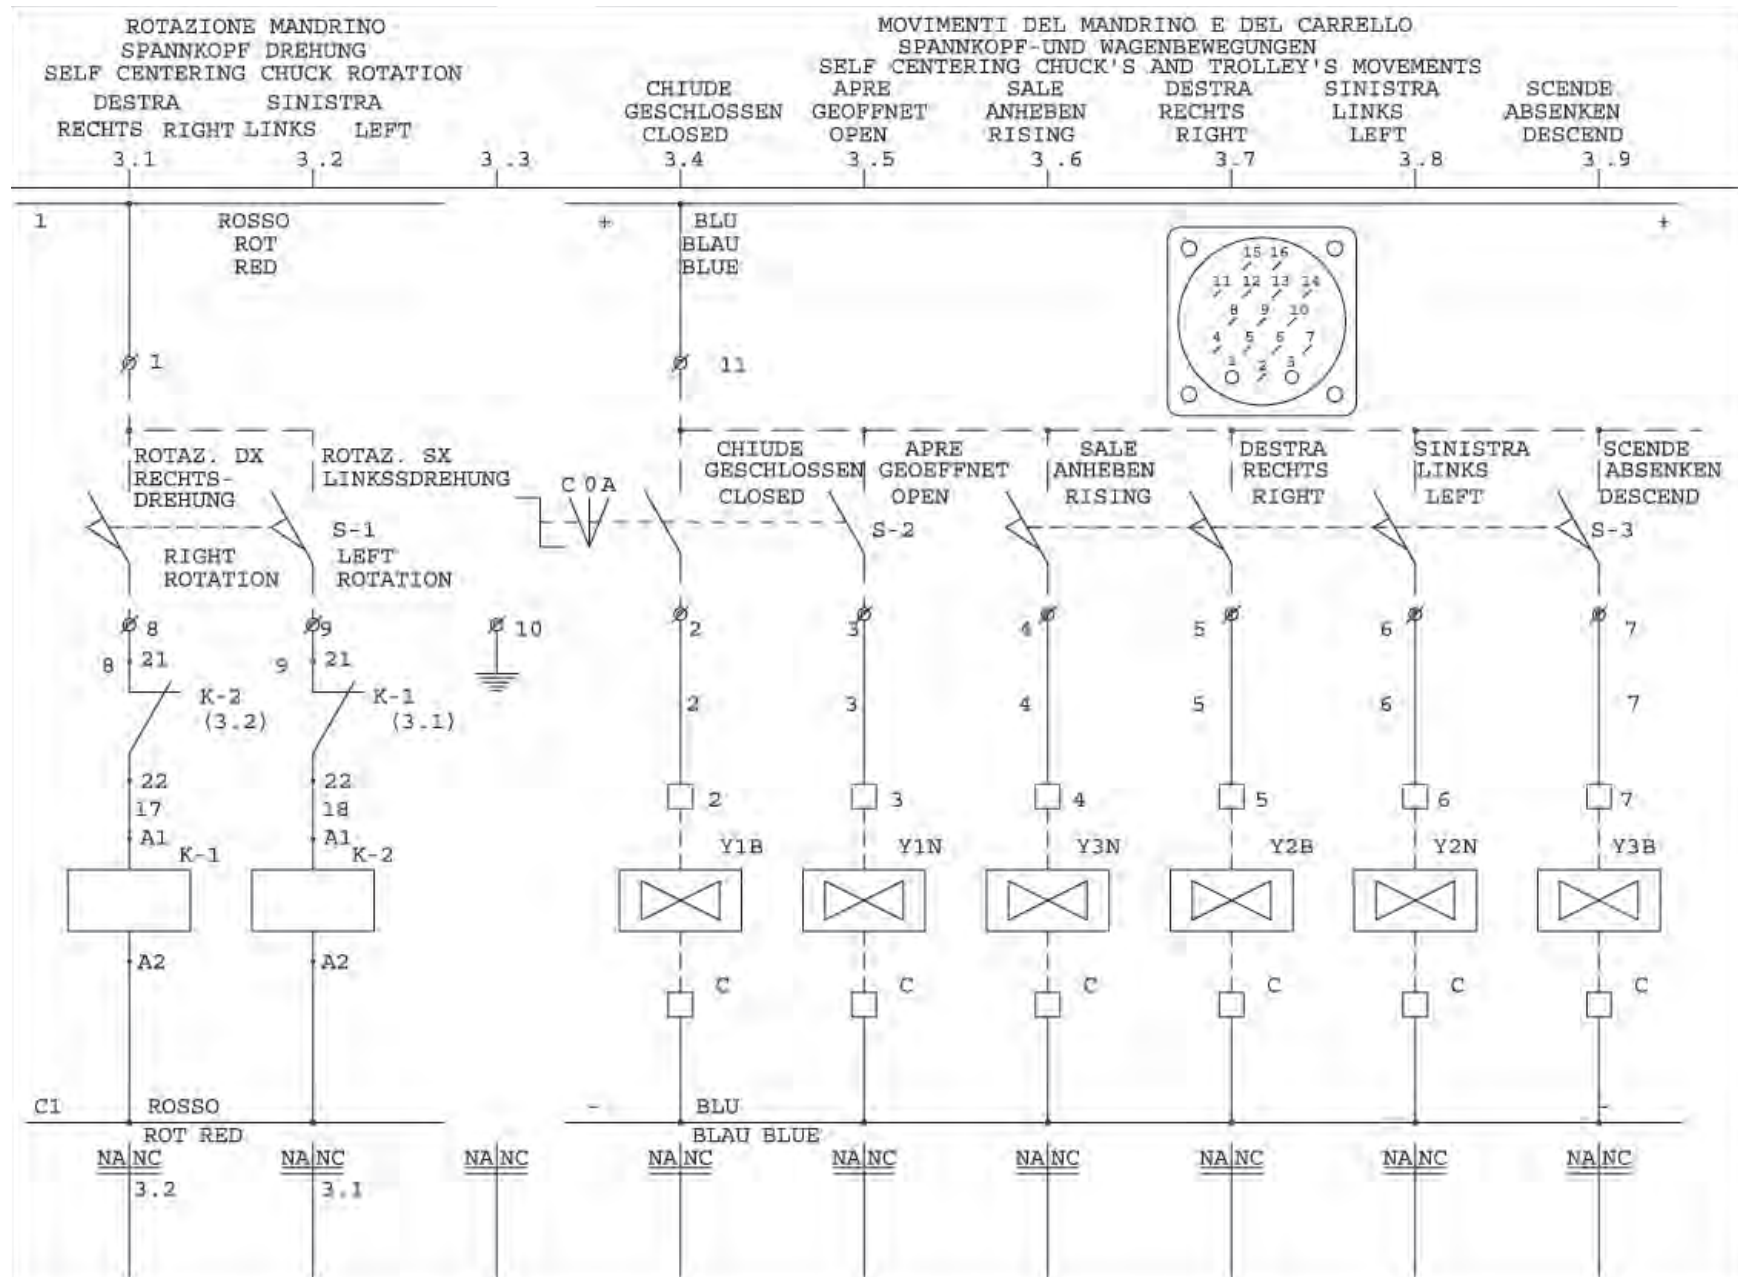 ROTAZIONE MANDRINO
SPANNKOPF DREHUNG
SELF CENTERING CHUCK ROTATION
DESTRA SINISTRA
RECHTS RIGHT LINKS LEFT
MOVIMENTI DEL MANDRINO E DEL CARRELLO
SPANNKOPF-UND WAGENBEWEGUNGEN
SELF CENTERING CHUCK'S AND TROLLEY'S MOVEMENTS
CHIUDE APRE SALE DESTRA SINISTRA SCENDE
GESCHLOSSEN GEOFFNET ANHEBEN RECHTS LINKS ABSENKEN
CLOSED OPEN RISING RIGHT LEFT DESCEND
3.1 3.2 3.3 3.4 3.5 3.6 3.7 3.8 3.9
1 ROSSO + BLU +
ROT BLAU
RED BLUE
15 16
11 12 13 14
8 9 10
4 5 6 7
1 2 3
1 11
ROTAZ. DX
RECHTS-
DREHUNG
ROTAZ. SX
LINKSSDREHUNG
CHIUDE APRE SALE DESTRA SINISTRA SCENDE
GESCHLOSSEN GEOEFFNET ANHEBEN RECHTS LINKS ABSENKEN
CLOSED OPEN RISING RIGHT LEFT DESCEND
C 0 A
S-1 S-2 S-3
RIGHT LEFT
ROTATION ROTATION
8 9 10 2 3 4 5 6 7
8 21 9 21
K-2 K-1 2 3 4 5 6 7
(3.2) (3.1)
22 22
17 18 2 3 4 5 6 7
A1 A1
K-1 K-2 Y1B Y1N Y3N Y2B Y2N Y3B
A2 A2
C C C C C C
C1 ROSSO - BLU -
ROT RED BLAU BLUE
NA NC NA NC NA NC NA NC NA NC NA NC NA NC NA NC NA NC
3.2 3.1